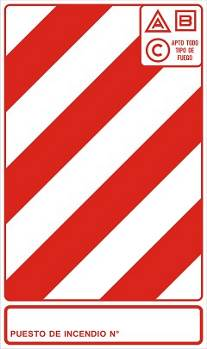 A B
C APTO TODO
TIPO DE
FUEGO
PUESTO DE INCENDIO N°